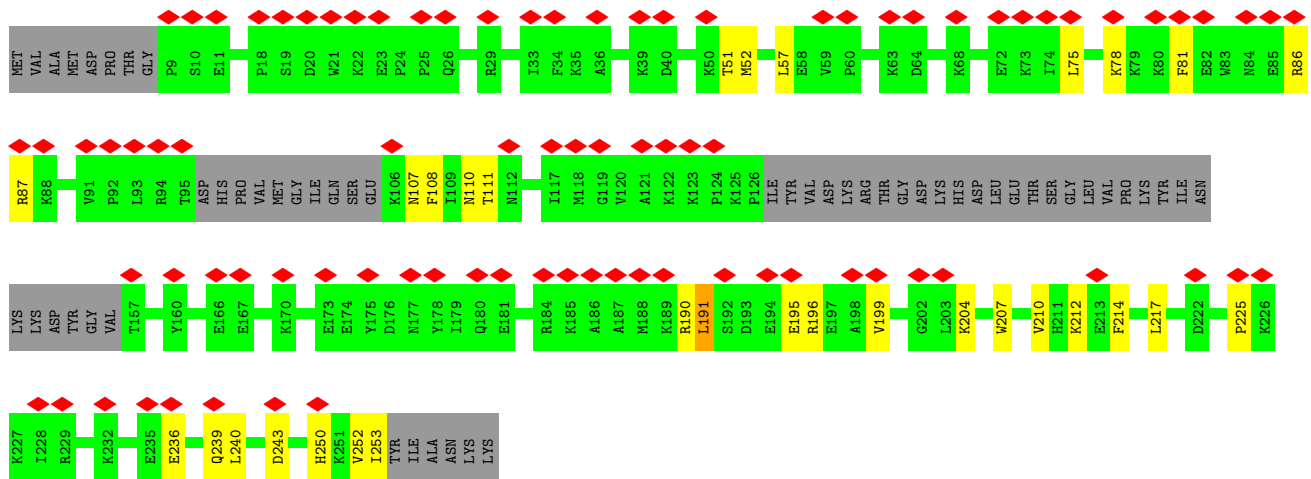 MET VAL ALA MET ASP PRO THR GLY P9 S10 E11 P18 S19 D20 W21 K22 E23 P24 P25 Q26 R29 I33 F34 K35 A36 K39 D40 K50 T51 M52 L57 E58 V59 P60 K63 D64 K68 E72 K73 I74 L75 K78 K79 K80 F81 E82 W83 N84 E85 R86
R87 K88 V91 P92 L93 R94 T95 ASP HIS PRO VAL MET GLY ILE GLN SER GLU K106 N107 F108 I109 N110 T111 N112 I117 M118 G119 V120 A121 K122 K123 P124 K125 P126 ILE TYR VAL ASP LYS ARG THR GLY ASP LYS HIS ASP LEU GLU THR SER GLY LEU VAL PRO LYS TYR ILE ASN
LYS LYS ASP TYR GLY VAL T157 Y160 E166 E167 K170 E173 E174 Y175 D176 N177 Y178 I179 Q180 E181 R184 K185 A186 A187 M188 K189 R190 L191 S192 D193 E194 E195 R196 E197 A198 V199 G202 L203 K204 W207 V210 H211 K212 E213 F214 L217 D222 P225 K226
K227 I228 R229 K232 E235 E236 Q239 L240 D243 H250 K251 V252 I253 TYR ILE ALA ASN LYS LYS